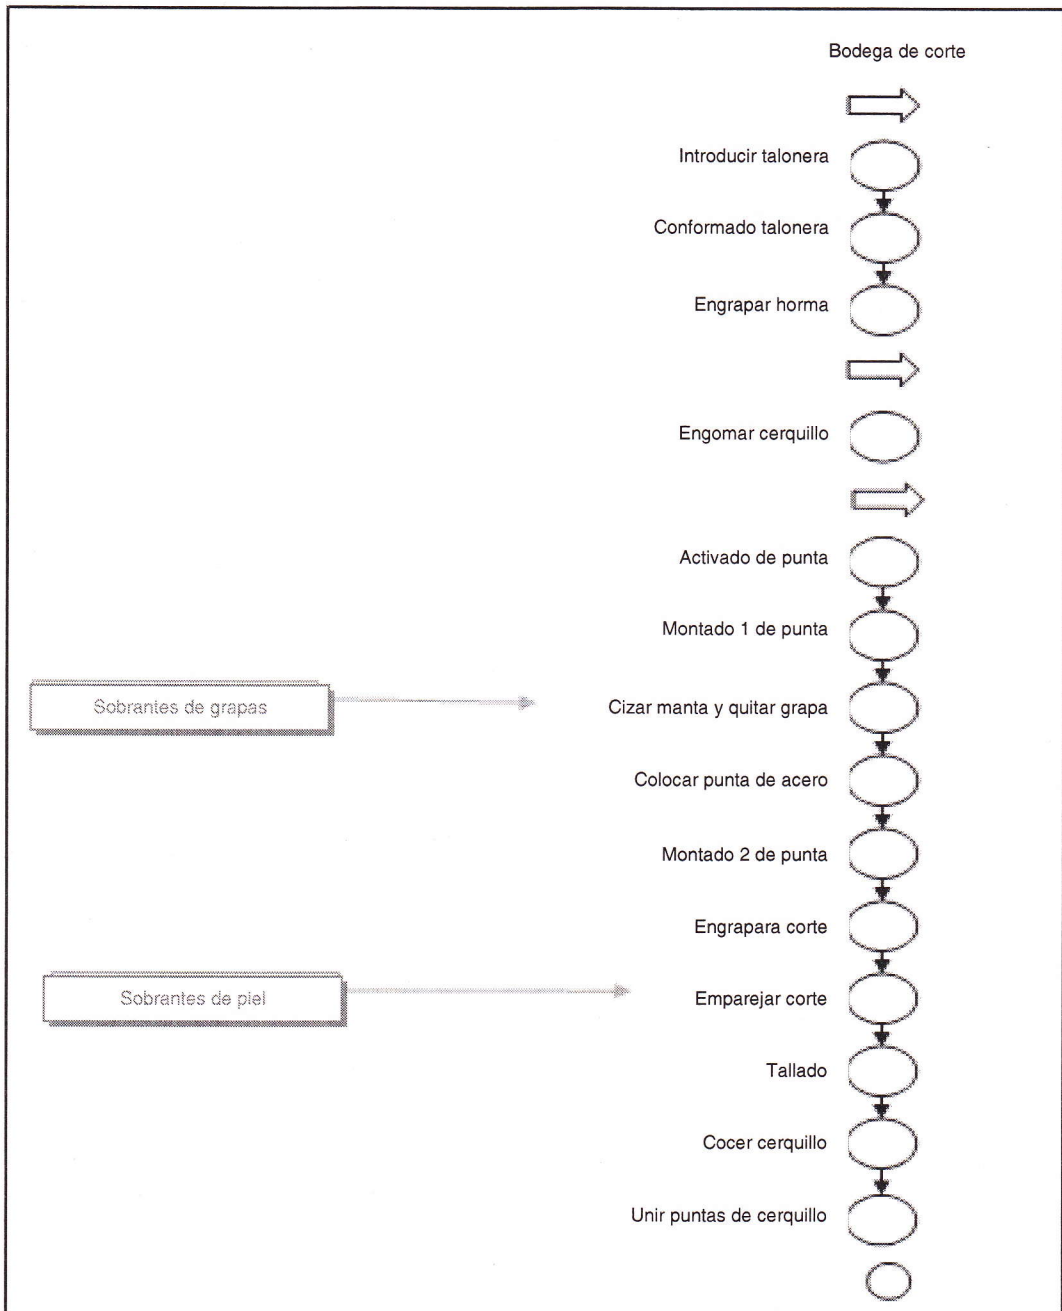 Bodega de corte
Introducir talonera
Conformado talonera
Engrapar horma
Engomar cerquillo
Activado de punta
Montado 1 de punta
Sobrantes de grapas
Cizar manta y quitar grapa
Colocar punta de acero
Montado 2 de punta
Engrapara corte
Sobrantes de piel
Emparejar corte
Tallado
Cocer cerquillo
Unir puntas de cerquillo